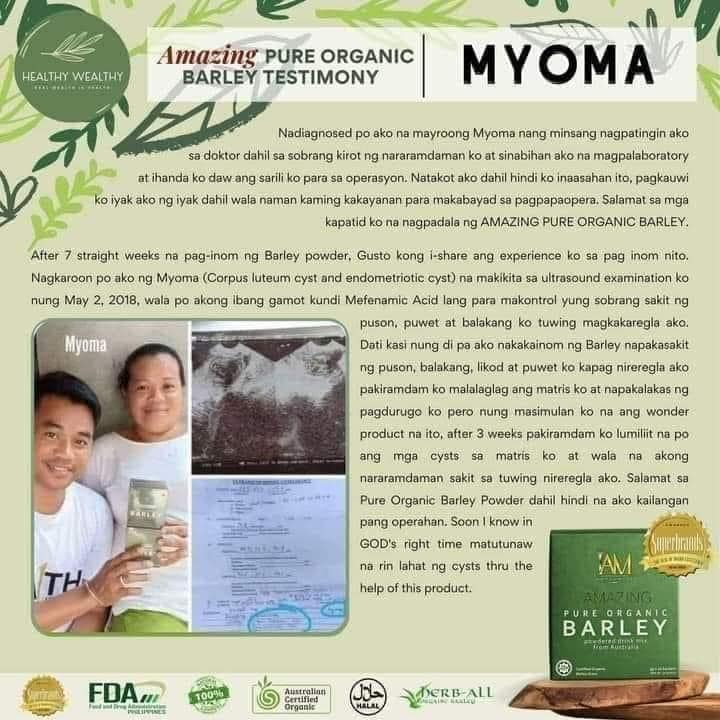 HEALTHY WEALTHY
REAL WEALTH IS HEALTH
Amazing PURE ORGANIC
BARLEY TESTIMONY
MYOMA
Nadiagnosed po ako na mayroong Myoma nang minsang nagpatingin ako
sa doktor dahil sa sobrang kirot ng nararamdaman ko at sinabihan ako na magpalaboratory
at ihanda ko daw ang sarili ko para sa operasyon. Natakot ako dahil hindi ko inaasahan ito, pagkauwi
ko iyak ako ng iyak dahil wala naman kaming kakayanan para makabayad sa pagpapaopera. Salamat sa mga
kapatid ko na nagpadala ng AMAZING PURE ORGANIC BARLEY.
After 7 straight weeks na pag-inom ng Barley powder, Gusto kong i-share ang experience ko sa pag inom nito.
Nagkaroon po ako ng Myoma (Corpus luteum cyst and endometriotic cyst) na makikita sa ultrasound examination ko
nung May 2, 2018, wala po akong ibang gamot kundi Mefenamic Acid lang para makontrol yung sobrang sakit ng
puson, puwet at balakang ko tuwing magkakaregla ako.
Dati kasi nung di pa ako nakakainom ng Barley napakasakit
ng puson, balakang, likod at puwet ko kapag nireregla ako
pakiramdam ko malalaglag ang matris ko at napakalakas ng
pagdurugo ko pero nung masimulan ko na ang wonder
product na ito, after 3 weeks pakiramdam ko lumiliit na po
ang mga cysts sa matris ko at wala na akong
nararamdaman sakit sa tuwing nireregla ako. Salamat sa
Pure Organic Barley Powder dahil hindi na ako kailangan
pang operahan. Soon I know in
GOD's right time matutunaw
na rin lahat ng cysts thru the
help of this product.
Myoma
BARLEY
TH
Superbrands
IAM
AMAZING
PURE ORGANIC
BARLEY
powdered drink mix
from Australia
Superbrands
FDA
Food and Drug Administration
PHILIPPINES
100%
Australian
Certified
Organic
HALAL
HERB-ALL
ORGANIC BARLEY